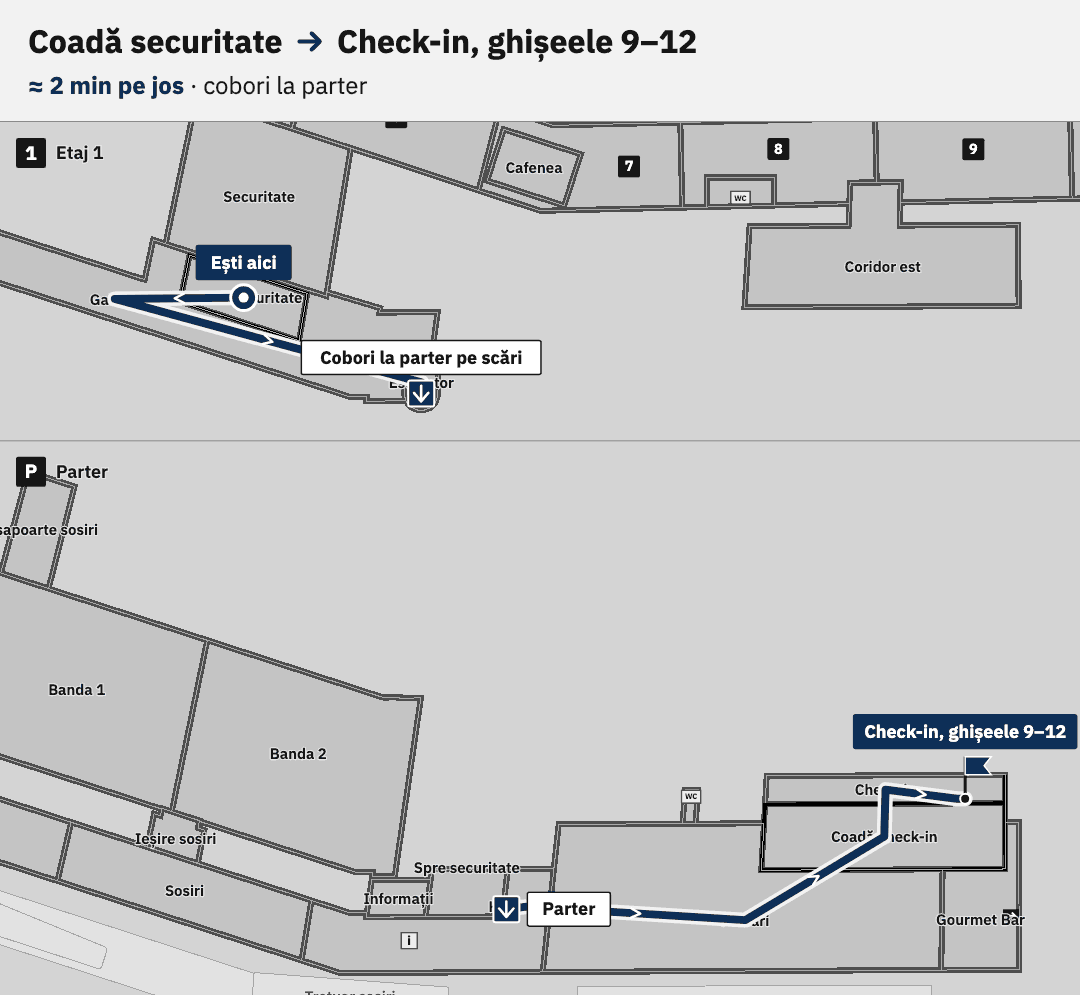 Coadă securitate → Check-in, ghișeele 9–12
≈ 2 min pe jos · cobori la parter
1 Etaj 1
Cafenea
7
8
9
wc
Securitate
Ești aici
Coridor est
Cobori la parter pe scări
P Parter
Banda 1
Banda 2
Check-in, ghișeele 9–12
wc
Ieșire sosiri
Spre securitate
Sosiri
Informații
Parter
Gourmet Bar
i